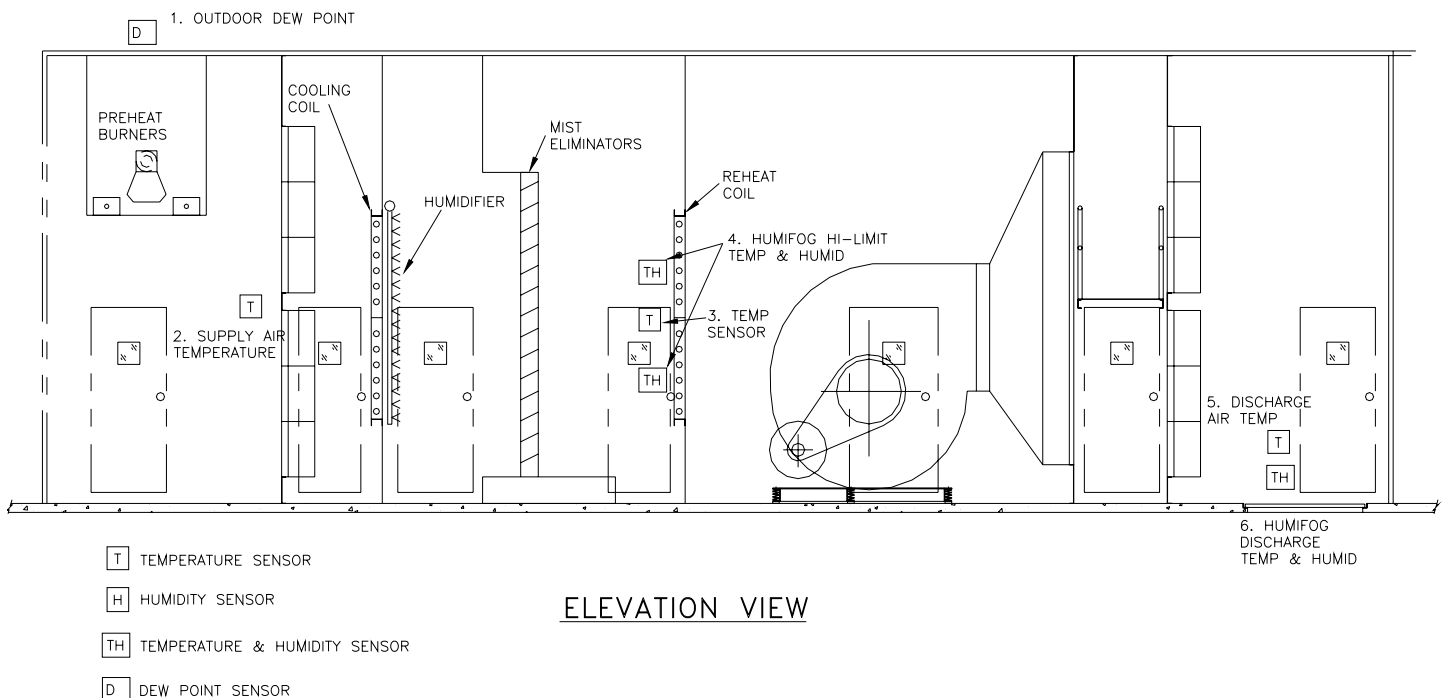 D
1. OUTDOOR DEW POINT
PREHEAT
BURNERS
COOLING
COIL
MIST
ELIMINATORS
HUMIDIFIER
REHEAT
COIL
4. HUMIFOG HI-LIMIT
TEMP & HUMID
TH
T
2. SUPPLY AIR
TEMPERATURE
T
3. TEMP
SENSOR
TH
5. DISCHARGE
AIR TEMP
T
TH
6. HUMIFOG
DISCHARGE
TEMP & HUMID
T TEMPERATURE SENSOR
H HUMIDITY SENSOR
TH TEMPERATURE & HUMIDITY SENSOR
D DEW POINT SENSOR
ELEVATION VIEW